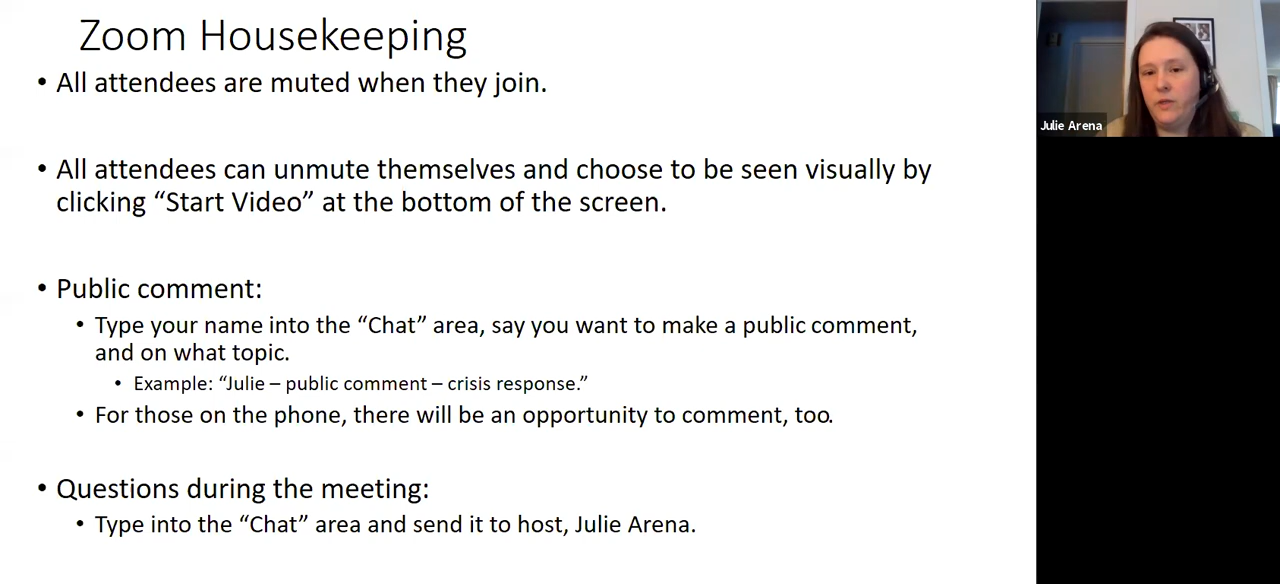 Zoom Housekeeping
• All attendees are muted when they join.
• All attendees can unmute themselves and choose to be seen visually by
clicking “Start Video” at the bottom of the screen.
• Public comment:
• Type your name into the “Chat” area, say you want to make a public comment,
and on what topic.
• Example: “Julie – public comment – crisis response.”
• For those on the phone, there will be an opportunity to comment, too.
• Questions during the meeting:
• Type into the “Chat” area and send it to host, Julie Arena.
Julie Arena